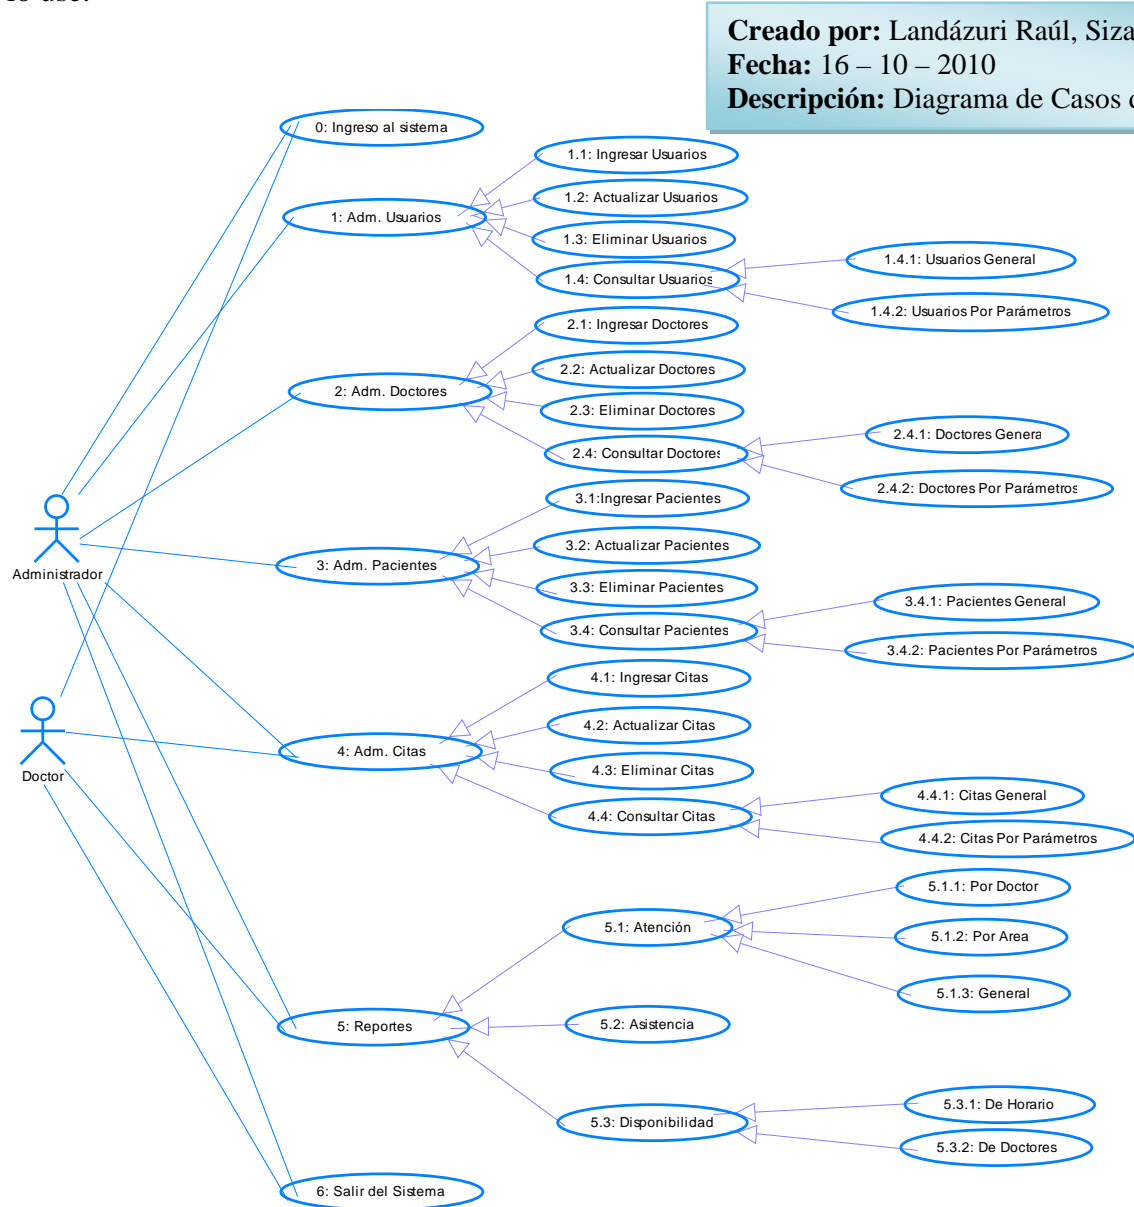 lo use.
Creado por: Landázuri Raúl, Siza
Fecha: 16 – 10 – 2010
Descripción: Diagrama de Casos
0: Ingreso al sistema
1.1: Ingresar Usuarios
1.2: Actualizar Usuarios
1: Adm. Usuarios
1.3: Eliminar Usuarios
1.4: Consultar Usuarios
1.4.1: Usuarios General
1.4.2: Usuarios Por Parámetros
2.1: Ingresar Doctores
2.2: Actualizar Doctores
2: Adm. Doctores
2.3: Eliminar Doctores
2.4: Consultar Doctores
2.4.1: Doctores Genera
2.4.2: Doctores Por Parámetros
3.1:Ingresar Pacientes
3.2: Actualizar Pacientes
3: Adm. Pacientes
3.3: Eliminar Pacientes
3.4: Consultar Pacientes
3.4.1: Pacientes General
3.4.2: Pacientes Por Parámetros
Administrador
4.1: Ingresar Citas
4.2: Actualizar Citas
4: Adm. Citas
4.3: Eliminar Citas
4.4: Consultar Citas
4.4.1: Citas General
4.4.2: Citas Por Parámetros
Doctor
5.1.1: Por Doctor
5.1: Atención
5.1.2: Por Area
5.1.3: General
5: Reportes
5.2: Asistencia
5.3: Disponibilidad
5.3.1: De Horario
5.3.2: De Doctores
6: Salir del Sistema